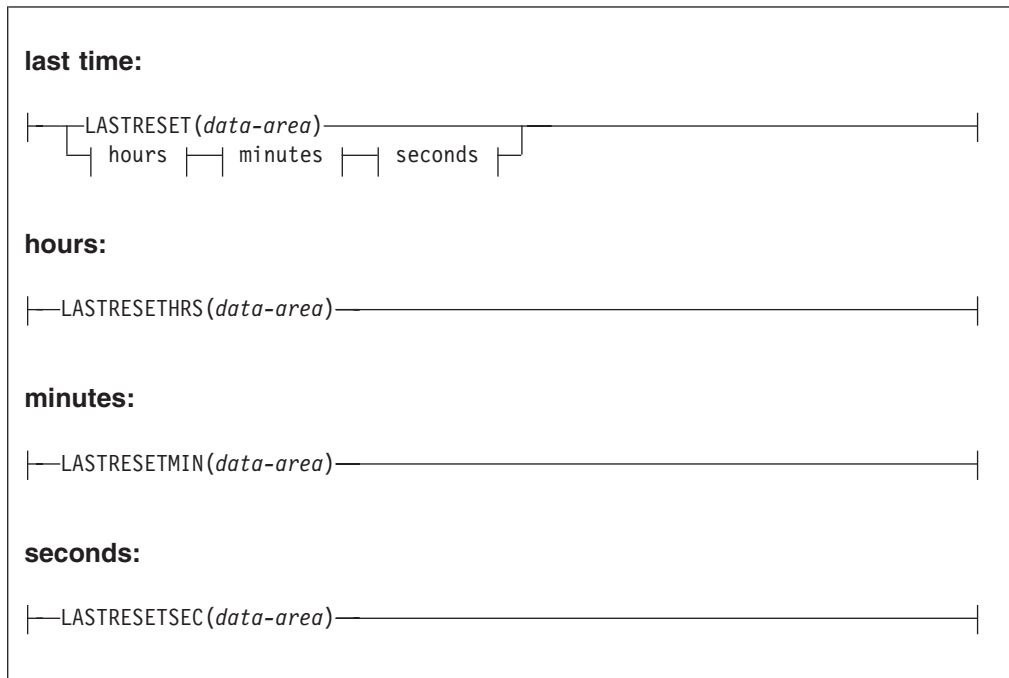 last time:
LASTRESET(data-area)
hours minutes seconds
hours:
LASTRESETHRS(data-area)
minutes:
LASTRESETMIN(data-area)
seconds:
LASTRESETSEC(data-area)